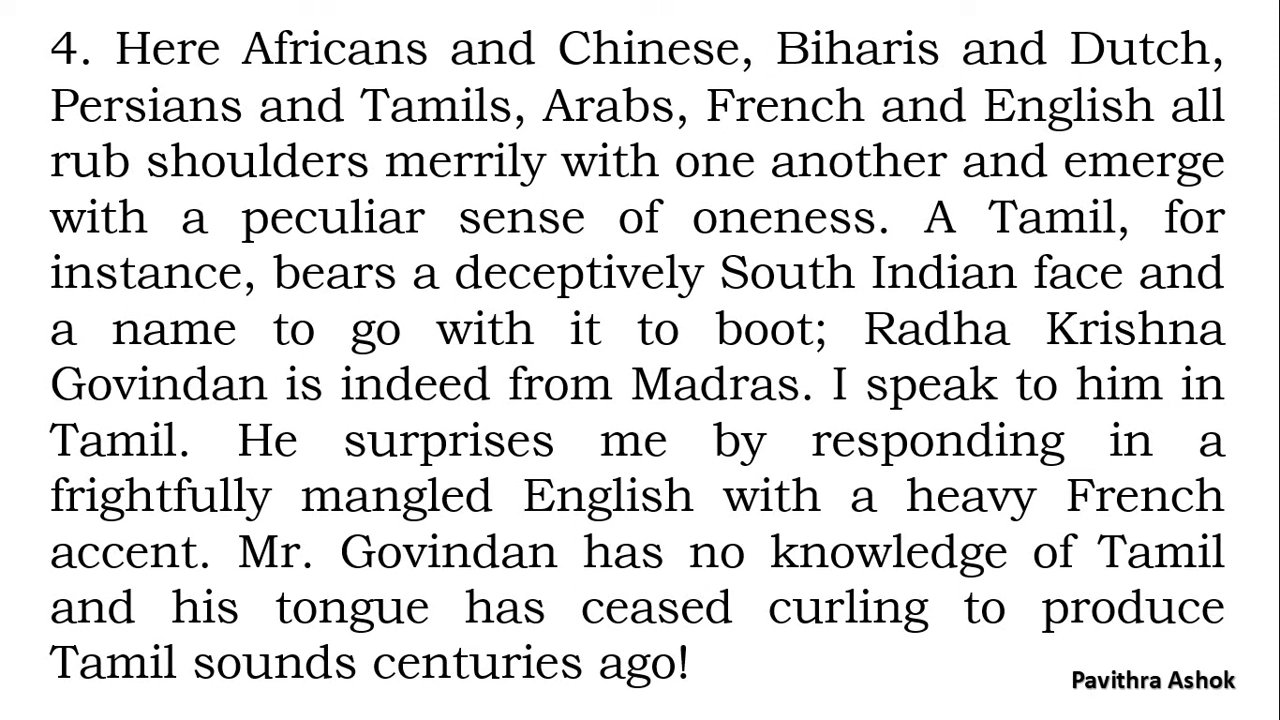 4. Here Africans and Chinese, Biharis and Dutch,
Persians and Tamils, Arabs, French and English all
rub shoulders merrily with one another and emerge
with a peculiar sense of oneness. A Tamil, for
instance, bears a deceptively South Indian face and
a name to go with it to boot; Radha Krishna
Govindan is indeed from Madras. I speak to him in
Tamil. He surprises me by responding in a
frightfully mangled English with a heavy French
accent. Mr. Govindan has no knowledge of Tamil
and his tongue has ceased curling to produce
Tamil sounds centuries ago!
Pavithra Ashok